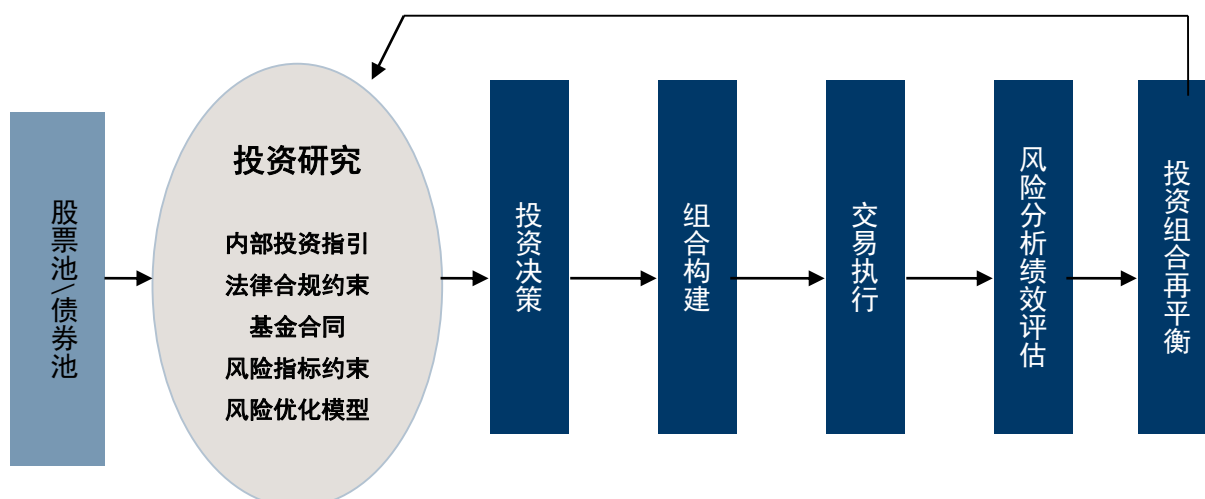 股票池\债券池
投资研究
内部投资指引
法律合规约束
基金合同
风险指标约束
风险优化模型
投资决策
组合构建
交易执行
风险分析绩效评估
投资组合再平衡